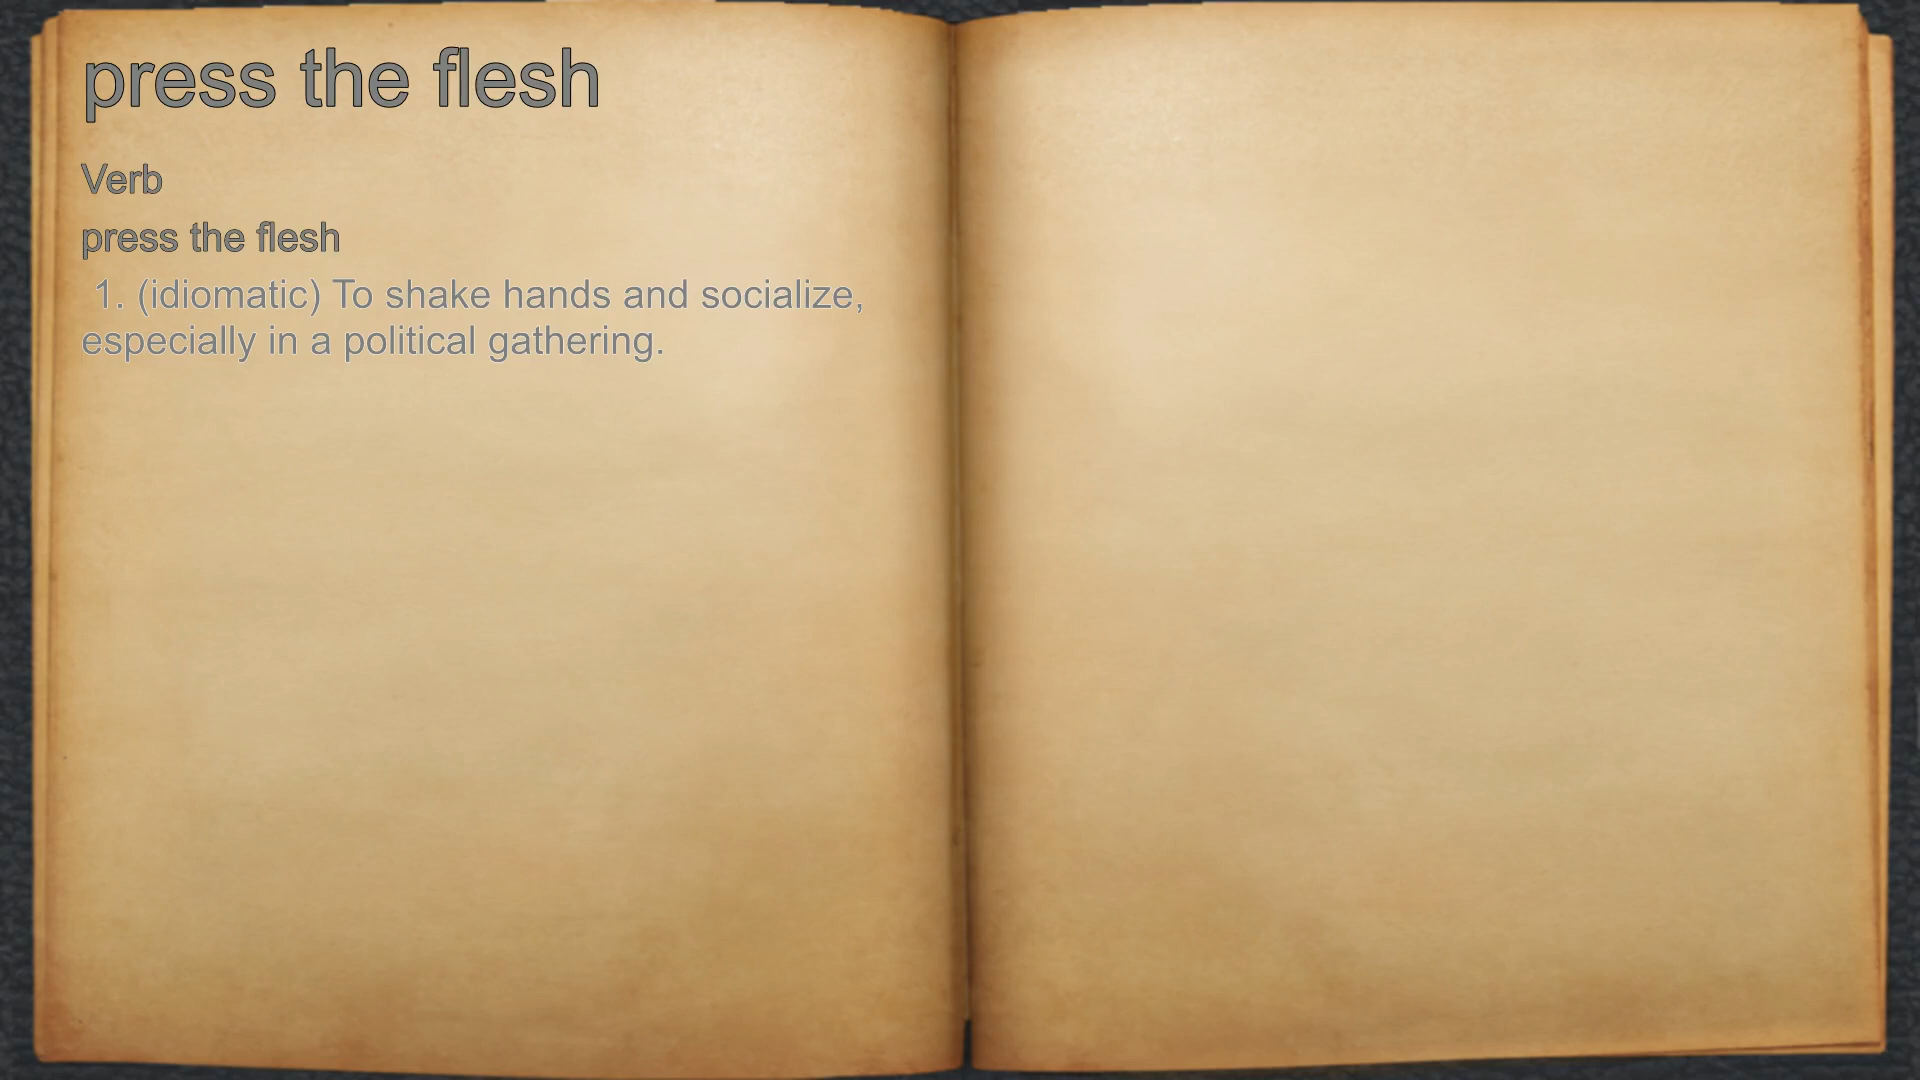 press the flesh
Verb
press the flesh
1. (idiomatic) To shake hands and socialize,
especially in a political gathering.